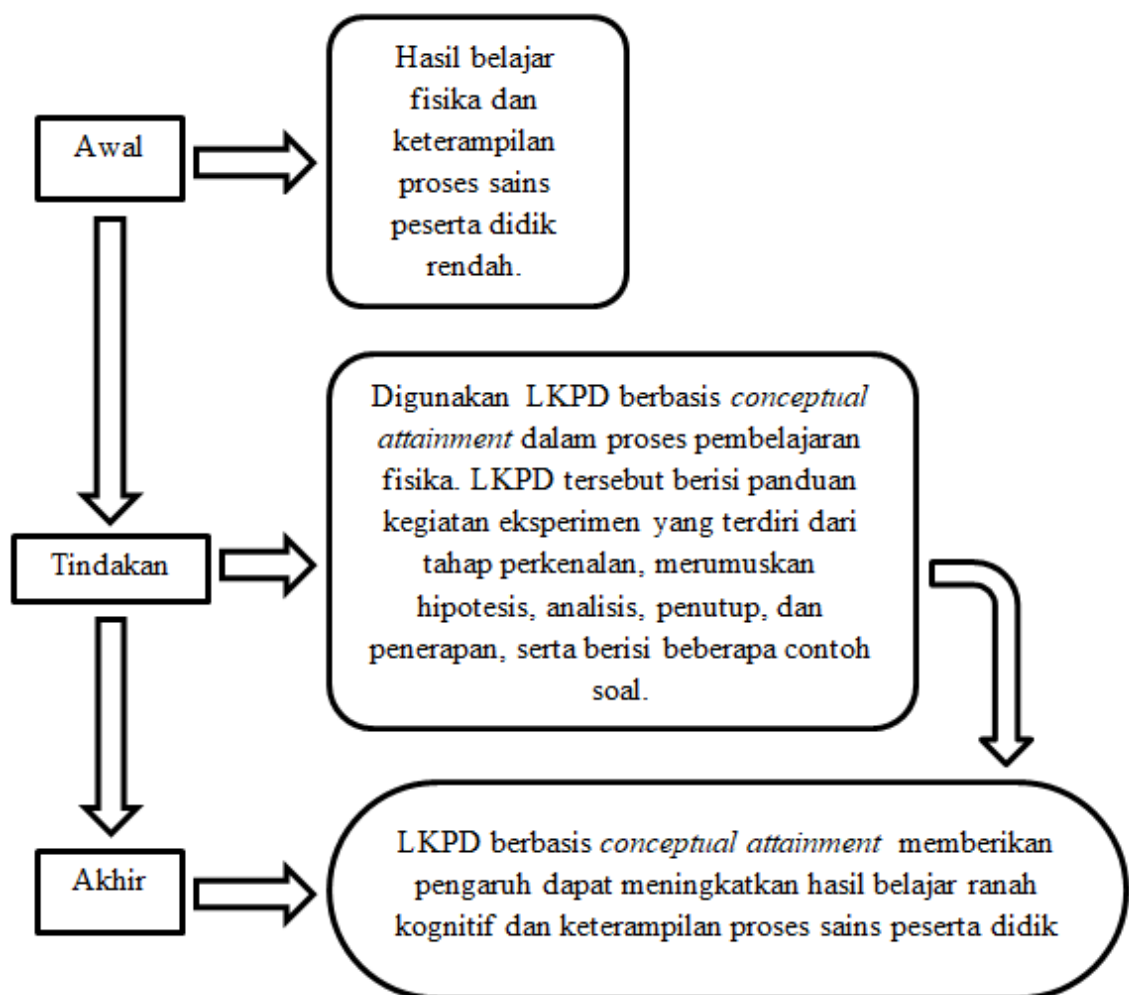 Awal
Hasil belajar
fisika dan
keterampilan
proses sains
peserta didik
rendah.
Tindakan
Digunakan LKPD berbasis conceptual
attainment dalam proses pembelajaran
fisika. LKPD tersebut berisi panduan
kegiatan eksperimen yang terdiri dari
tahap perkenalan, merumuskan
hipotesis, analisis, penutup, dan
penerapan, serta berisi beberapa contoh
soal.
Akhir
LKPD berbasis conceptual attainment memberikan
pengaruh dapat meningkatkan hasil belajar ranah
kognitif dan keterampilan proses sains peserta didik